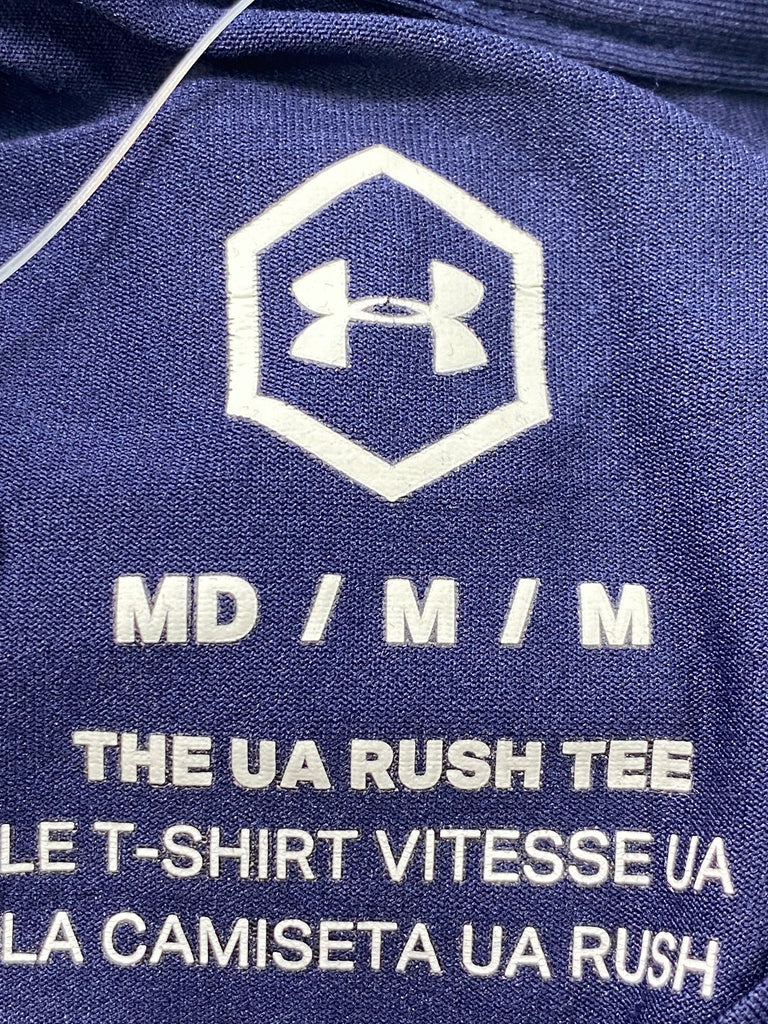 MD / M / M
THE UA RUSH TEE
LE T-SHIRT VITESSE UA
LA CAMISETA UA RUSH